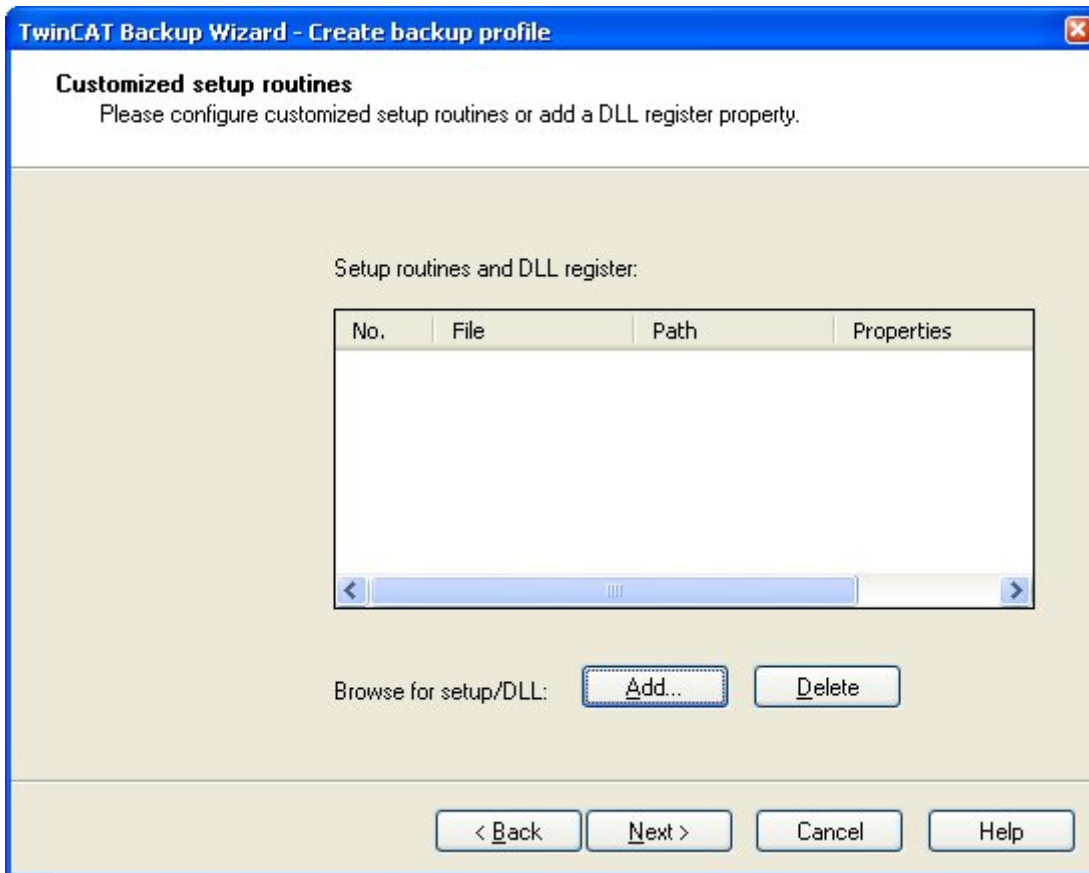 TwinCAT Backup Wizard - Create backup profile
Customized setup routines
Please configure customized setup routines or add a DLL register property.
Setup routines and DLL register:
No. File Path Properties
Browse for setup/DLL: Add... Delete
< Back Next > Cancel Help